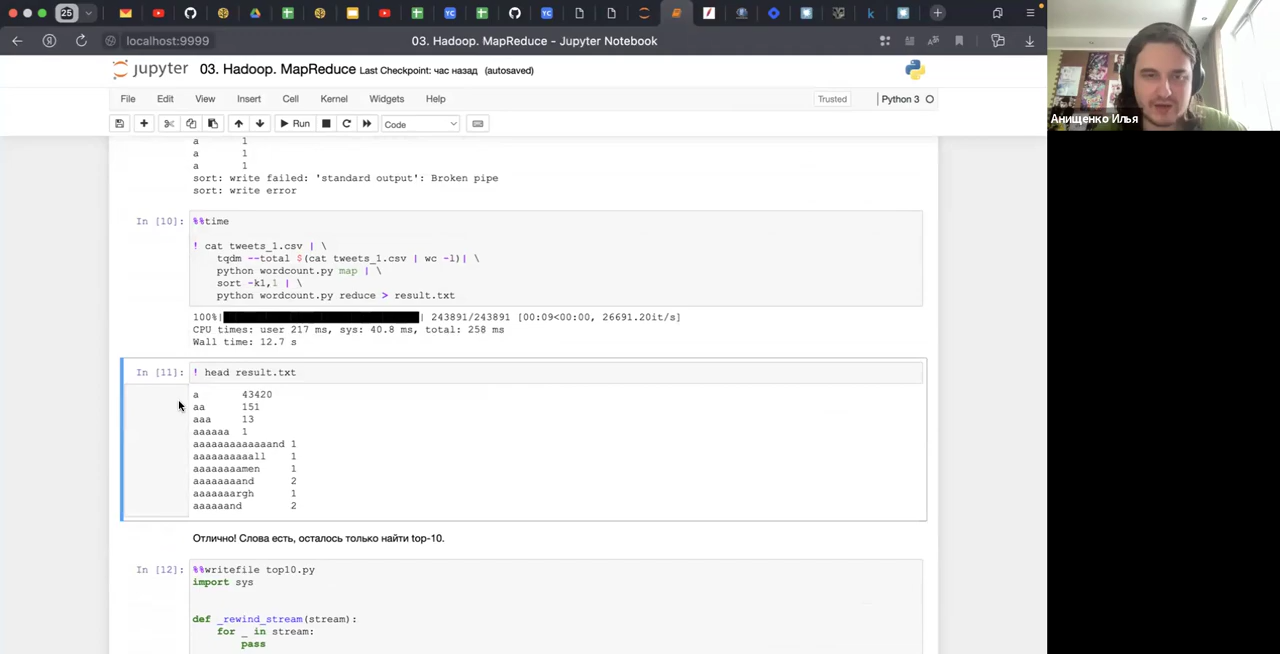 25
localhost:9999
03. Hadoop. MapReduce - Jupyter Notebook
jupyter 03. Hadoop. MapReduce Last Checkpoint: час назад (autosaved)
File Edit View Insert Cell Kernel Widgets Help Trusted Python 3
Run Code
a 1
a 1
a 1
sort: write failed: 'standard output': Broken pipe
sort: write error
In [10]: %%time
! cat tweets_1.csv | \
tqdm --total $(cat tweets_1.csv | wc -l)| \
python wordcount.py map | \
sort -k1,1 | \
python wordcount.py reduce > result.txt
100%| | 243891/243891 [00:09<00:00, 26691.20it/s]
CPU times: user 217 ms, sys: 40.8 ms, total: 258 ms
Wall time: 12.7 s
In [11]: ! head result.txt
a 43420
aa 151
aaa 13
aaaaaa 1
aaaaaaaaaaaaand 1
aaaaaaaaaall 1
aaaaaaaamen 1
aaaaaaaand 2
aaaaaaargh 1
aaaaaand 2
Отлично! Слова есть, осталось только найти top-10.
In [12]: %%writefile top10.py
import sys
def _rewind_stream(stream):
for _ in stream:
pass
Анищенко Илья